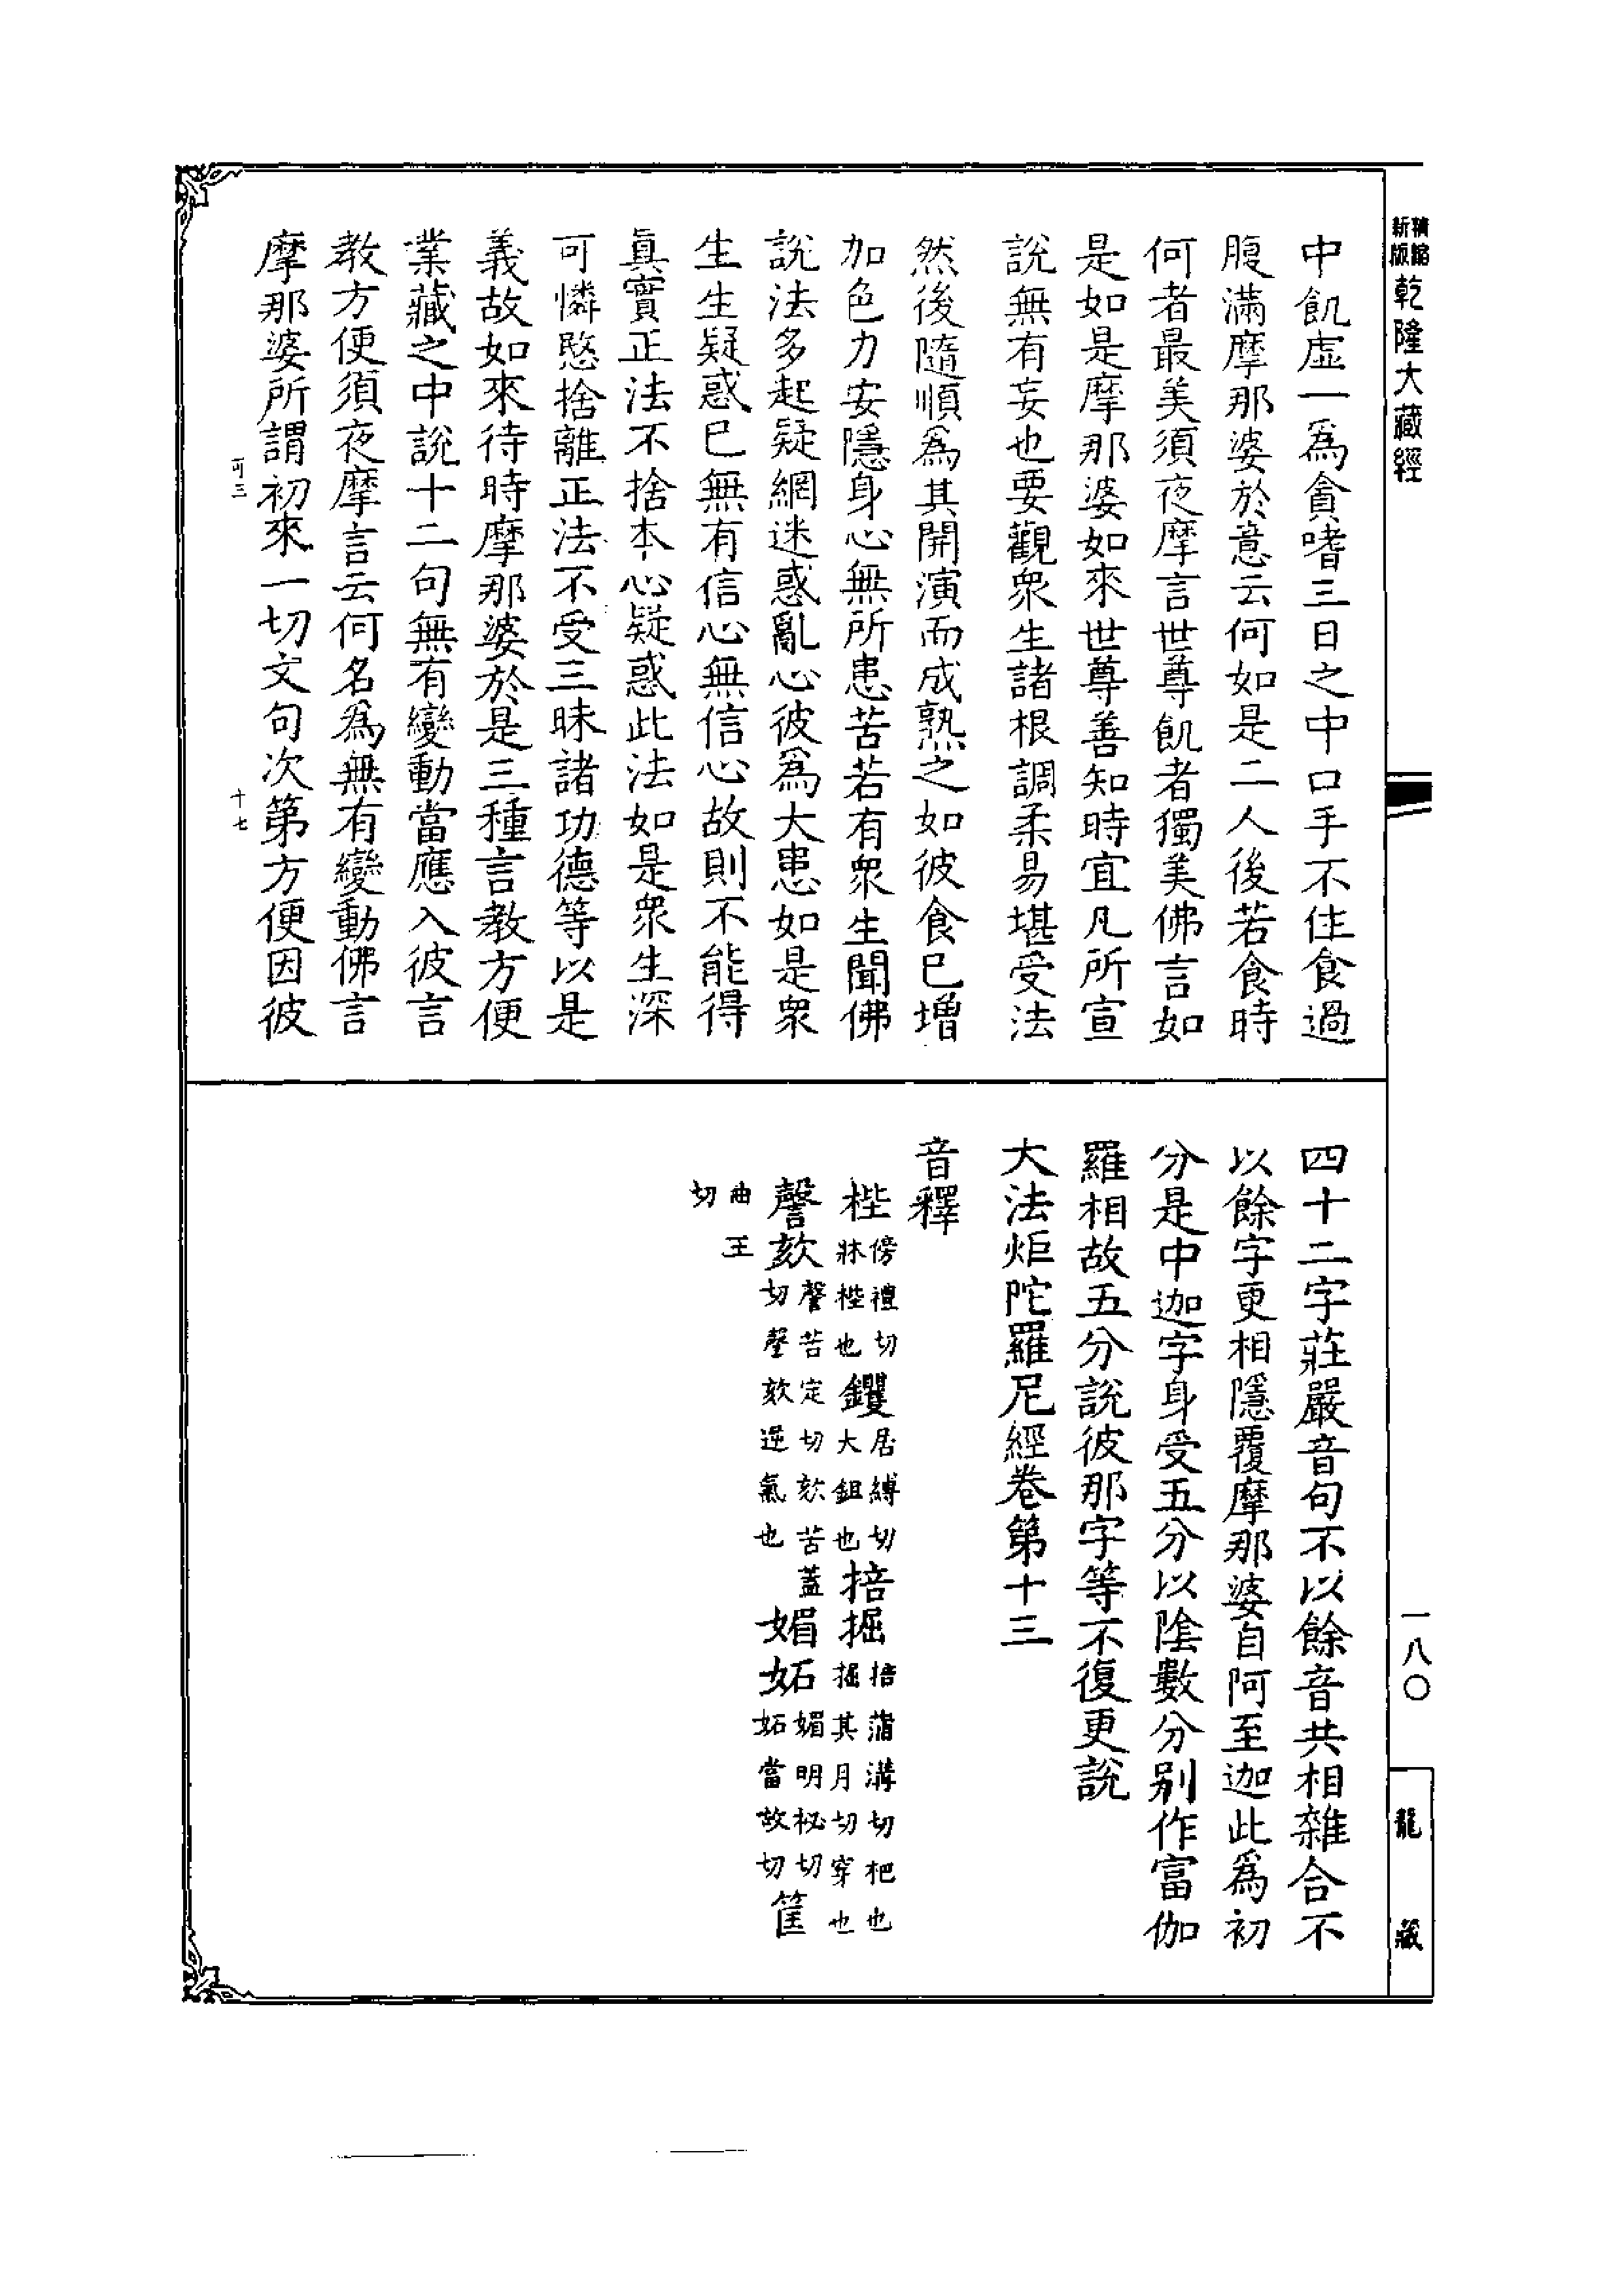 精縮
新版
乾隆大藏經
一八〇
龍藏
中飢虛一爲貪嗜三日之中口手不住食過
腹滿摩那婆於意云何如是二人後若食時
何者最美須夜摩言世尊飢者獨美佛言如
是如是摩那婆如來世尊善知時宜凡所宣
說無有妄也要觀衆生諸根調柔易堪受法
然後隨順爲其開演而成熟之如彼食已增
加色力安隱身心無所患苦若有衆生聞佛
說法多起疑網迷惑亂心彼爲大患如是衆
生生疑惑已無有信心無信心故則不能得
眞實正法不捨本心疑惑此法如是衆生深
可憐愍捨離正法不受三昧諸功德等以是
義故如來待時摩那婆於是三種言教方便
業藏之中說十二句無有變動當應入彼言
教方便須夜摩言云何名爲無有變動佛言
摩那婆所謂初來一切文句次第方便因彼
可三
十七
四十二字莊嚴音句不以餘音共相雜合不
以餘字更相隱覆摩那婆自阿至迦此爲初
分是中迦字身受五分以陰數分别作富伽
羅相故五分說彼那字等不復更說
大法炬陀羅尼經卷第十三
音釋
梐傍禮切牀梐也钁居縛切大鉏也掊掘掊蒲溝切杷也掘其月切穿也
謦欬謦苦定切欬苦蓋切謦欬逆氣也媚妬媚明秘切妬當故切筐
曲王切